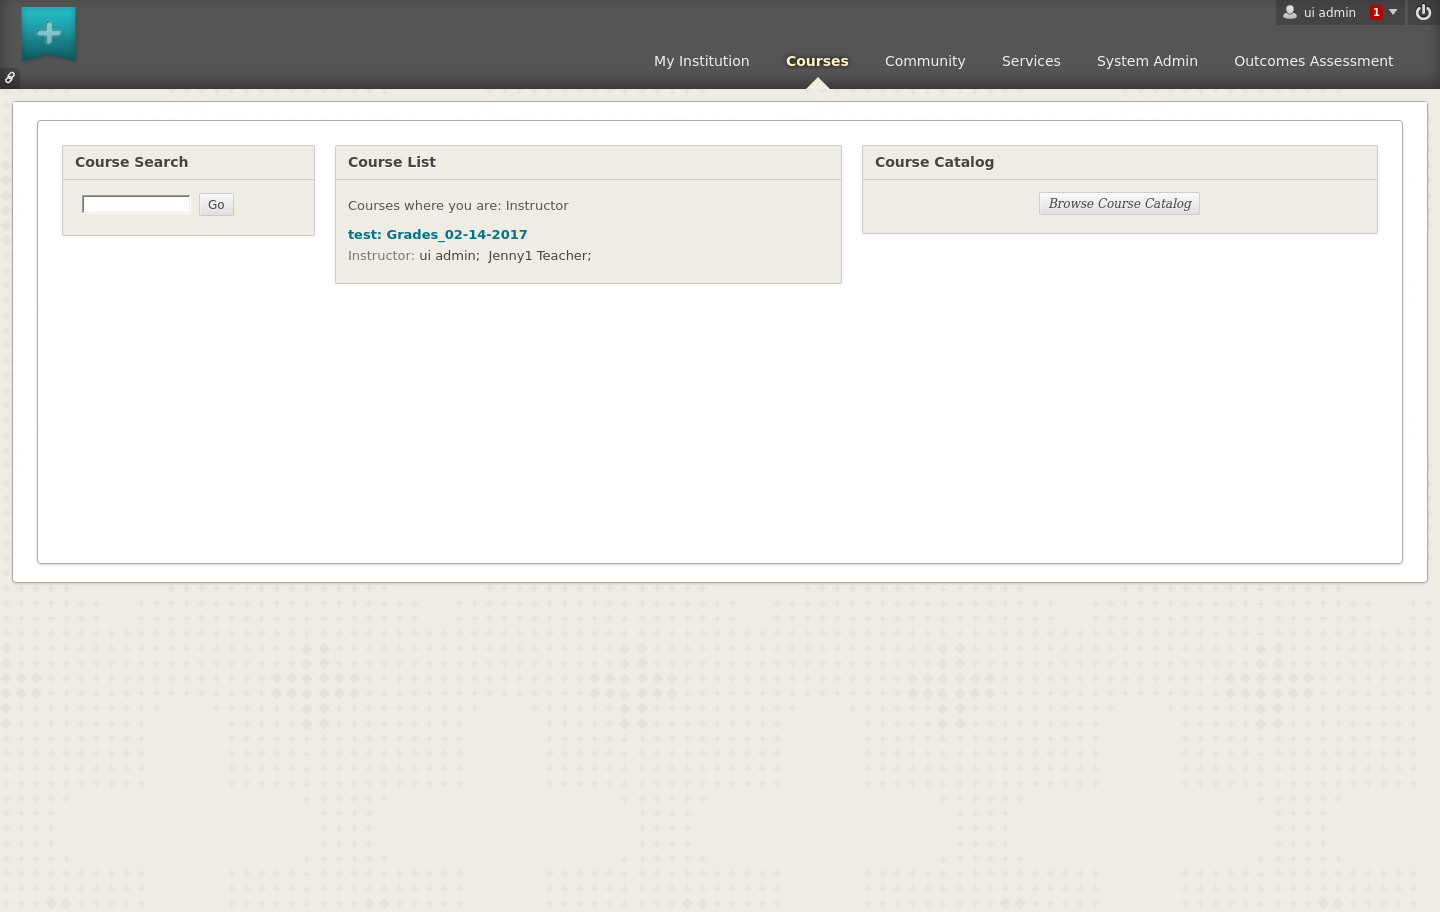 ui admin 1
My Institution Courses Community Services System Admin Outcomes Assessment
Course Search
Go
Course List
Courses where you are: Instructor
test: Grades_02-14-2017
Instructor: ui admin; Jenny1 Teacher;
Course Catalog
Browse Course Catalog